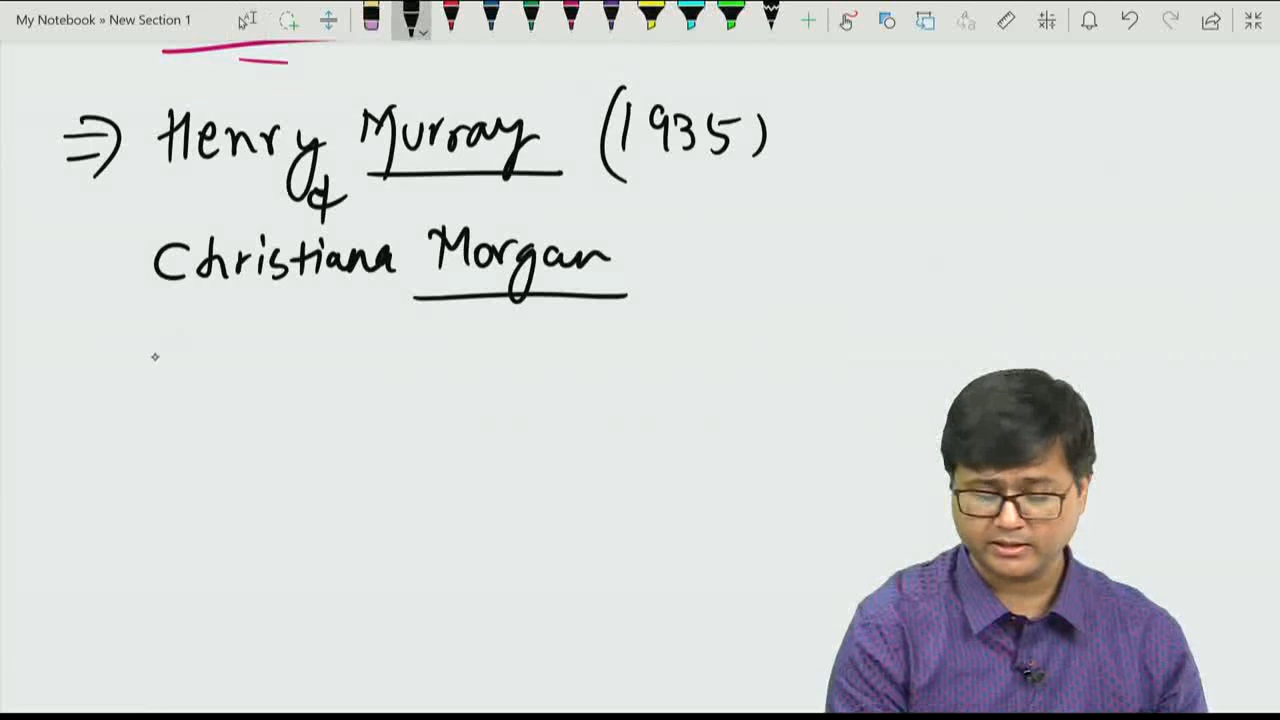 My Notebook » New Section 1
⇒ Henry Murray (1935)
&
Christiana Morgan